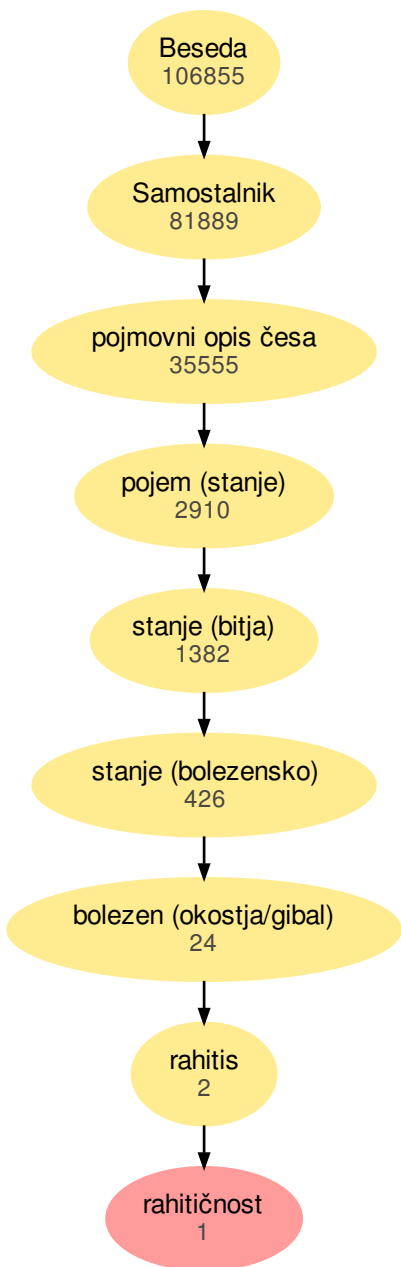 Beseda
106855
Samostalnik
81889
pojmovni opis česa
35555
pojem (stanje)
2910
stanje (bitja)
1382
stanje (bolezensko)
426
bolezen (okostja/gibal)
24
rahitis
2
rahitičnost
1